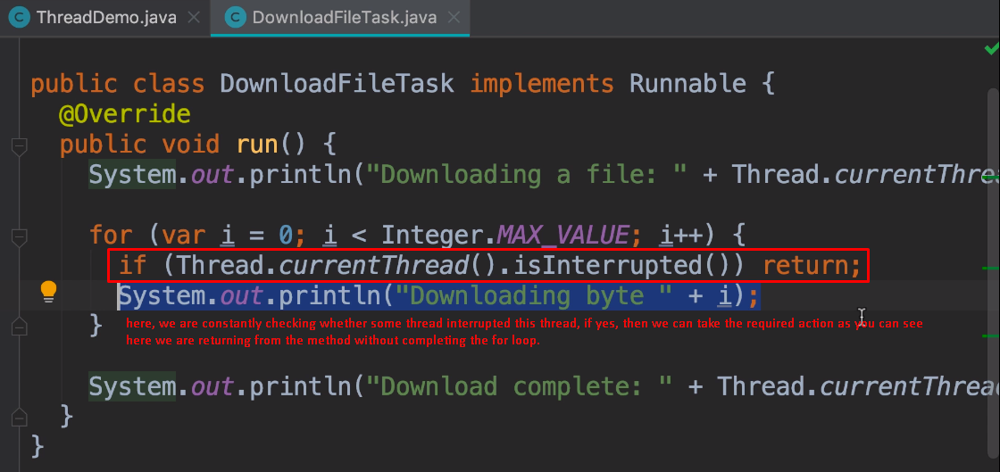 ThreadDemo.java DownloadFileTask.java
public class DownloadFileTask implements Runnable {
@Override
public void run() {
System.out.println("Downloading a file: " + Thread.currentThre
for (var i = 0; i < Integer.MAX_VALUE; i++) {
if (Thread.currentThread().isInterrupted()) return;
System.out.println("Downloading byte " + i);
}
here, we are constantly checking whether some thread interrupted this thread, if yes, then we can take the required action as you can see
here we are returning from the method without completing the for loop.
System.out.println("Download complete: " + Thread.currentThread
}
}